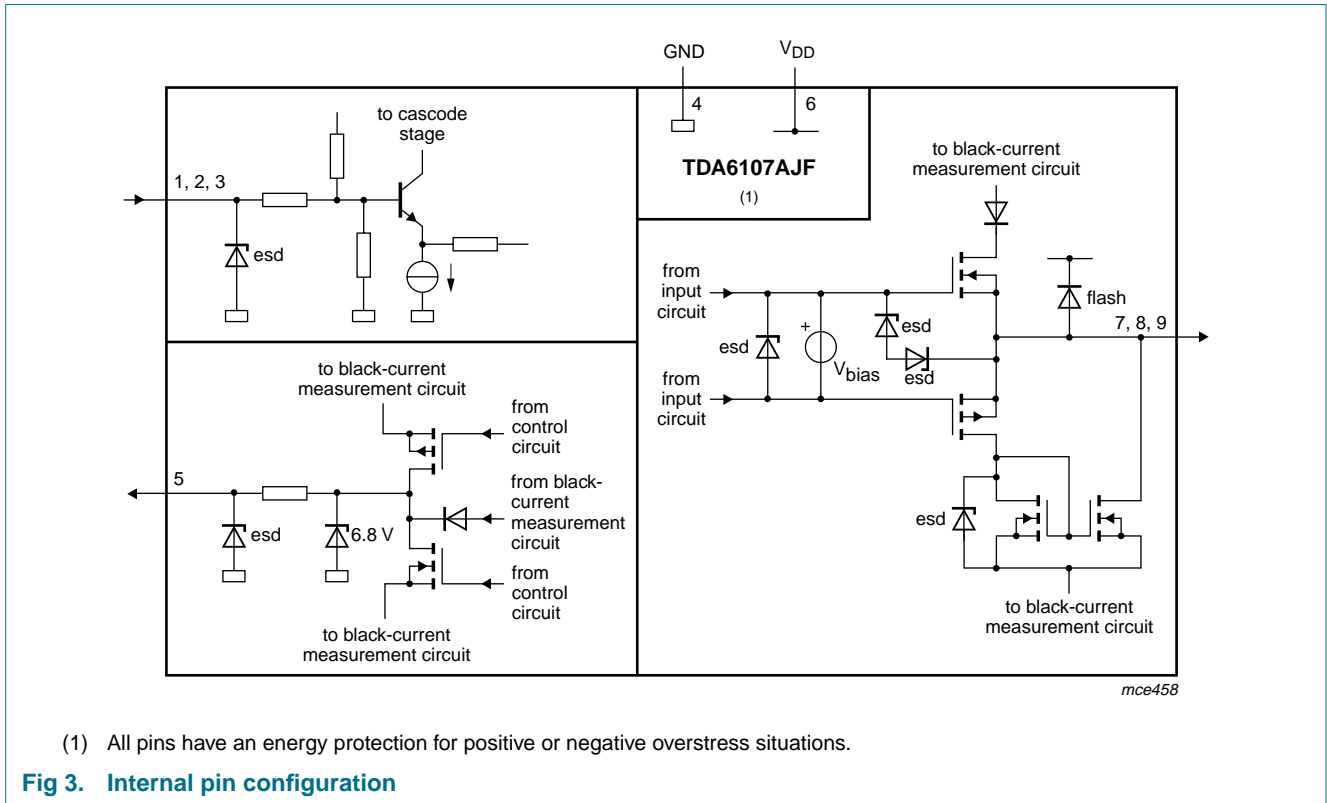 GND
VDD
4
6
TDA6107AJF
(1)
to cascode
stage
1, 2, 3
esd
to black-current
measurement circuit
from
input
circuit
from
input
circuit
esd
+
Vbias
esd
esd
flash
7, 8, 9
esd
to black-current
measurement circuit
to black-current
measurement circuit
from
control
circuit
5
from black-
current
measurement
circuit
esd
6.8 V
from
control
circuit
to black-current
measurement circuit
mce458
(1) All pins have an energy protection for positive or negative overstress situations.
Fig 3. Internal pin configuration